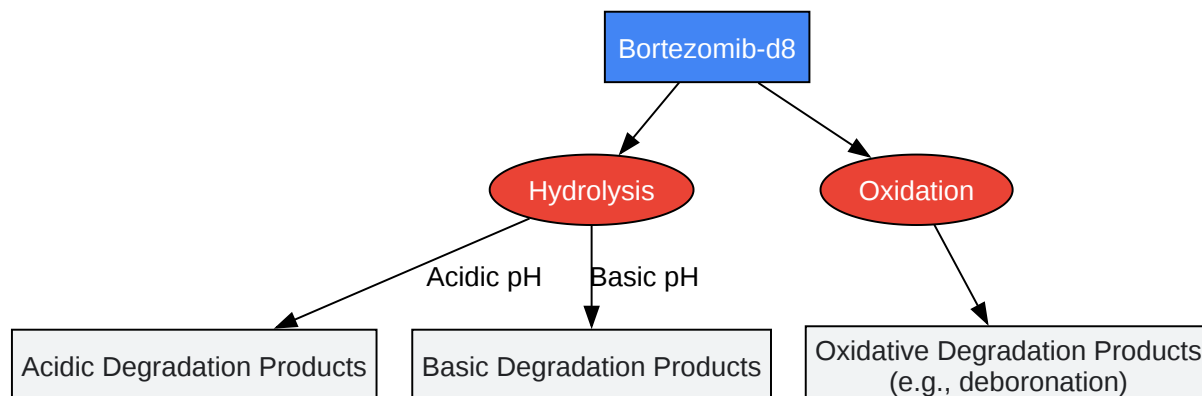 Bortezomib-d8
Hydrolysis
Oxidation
Acidic pH
Basic pH
Acidic Degradation Products
Basic Degradation Products
Oxidative Degradation Products
(e.g., deboronation)